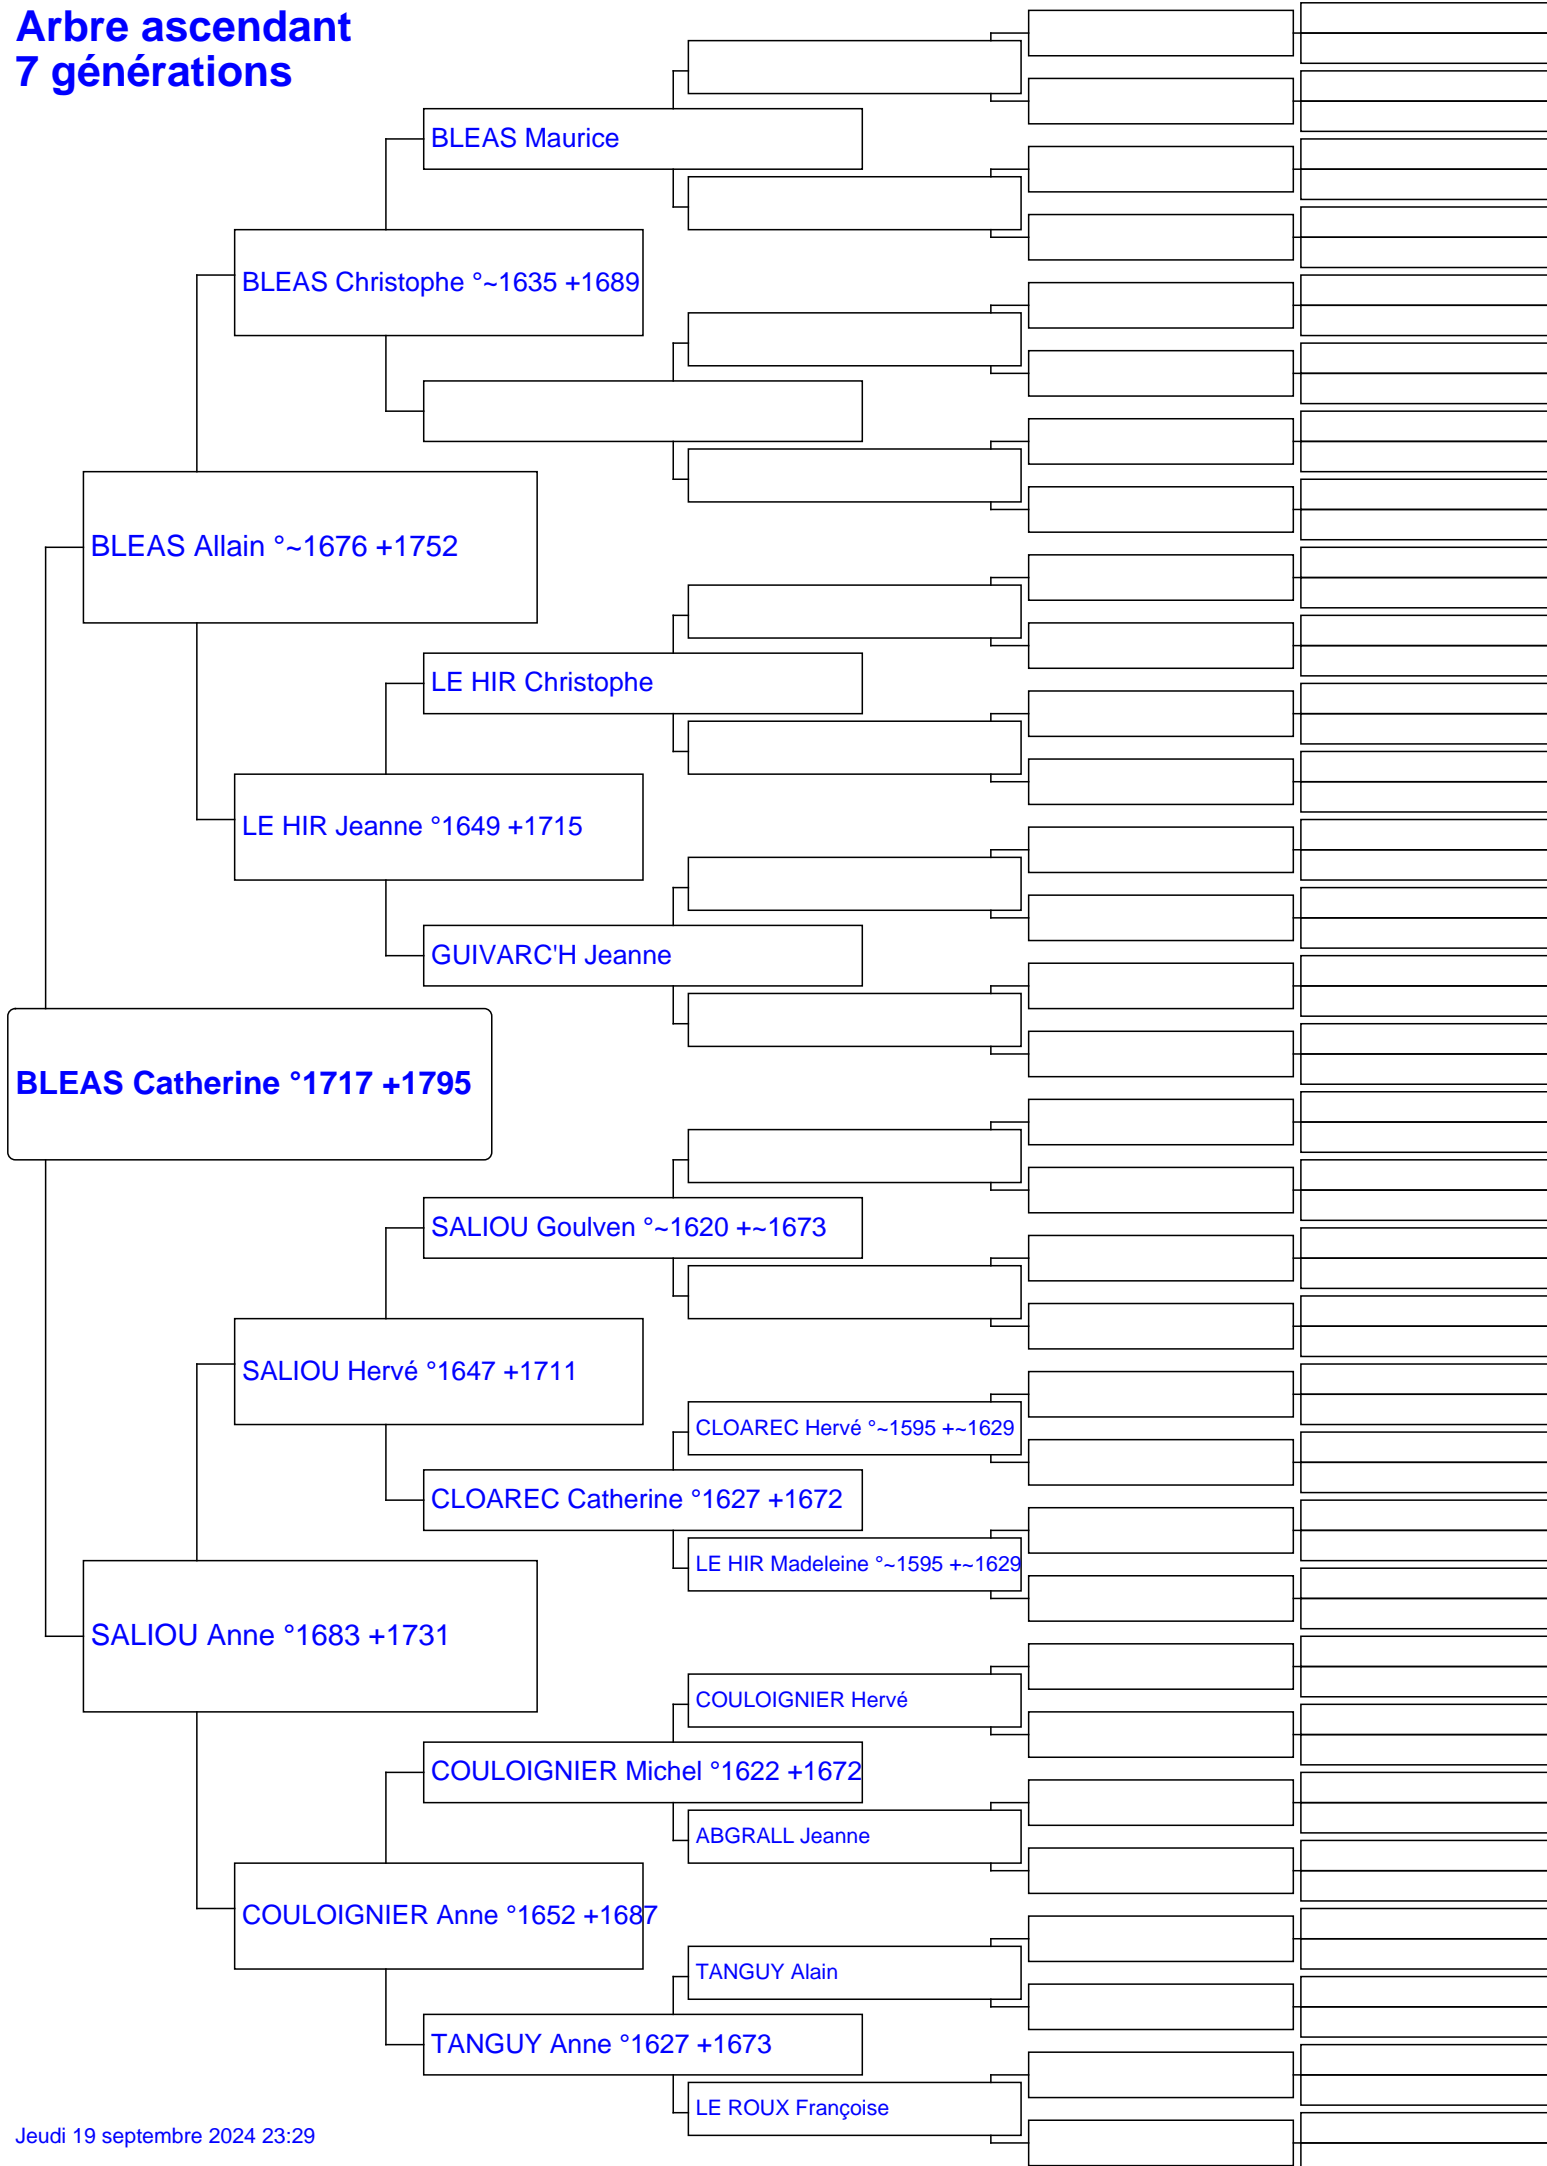 Arbre ascendant
7 générations
BLEAS Maurice
BLEAS Christophe °~1635 +1689
BLEAS Allain °~1676 +1752
LE HIR Christophe
LE HIR Jeanne °1649 +1715
GUIVARC'H Jeanne
BLEAS Catherine °1717 +1795
SALIOU Goulven °~1620 +~1673
SALIOU Hervé °1647 +1711
CLOAREC Hervé °~1595 +~1629
CLOAREC Catherine °1627 +1672
LE HIR Madeleine °~1595 +~1629
SALIOU Anne °1683 +1731
COULOIGNIER Hervé
COULOIGNIER Michel °1622 +1672
ABGRALL Jeanne
COULOIGNIER Anne °1652 +1687
TANGUY Alain
TANGUY Anne °1627 +1673
LE ROUX Françoise
Jeudi 19 septembre 2024 23:29